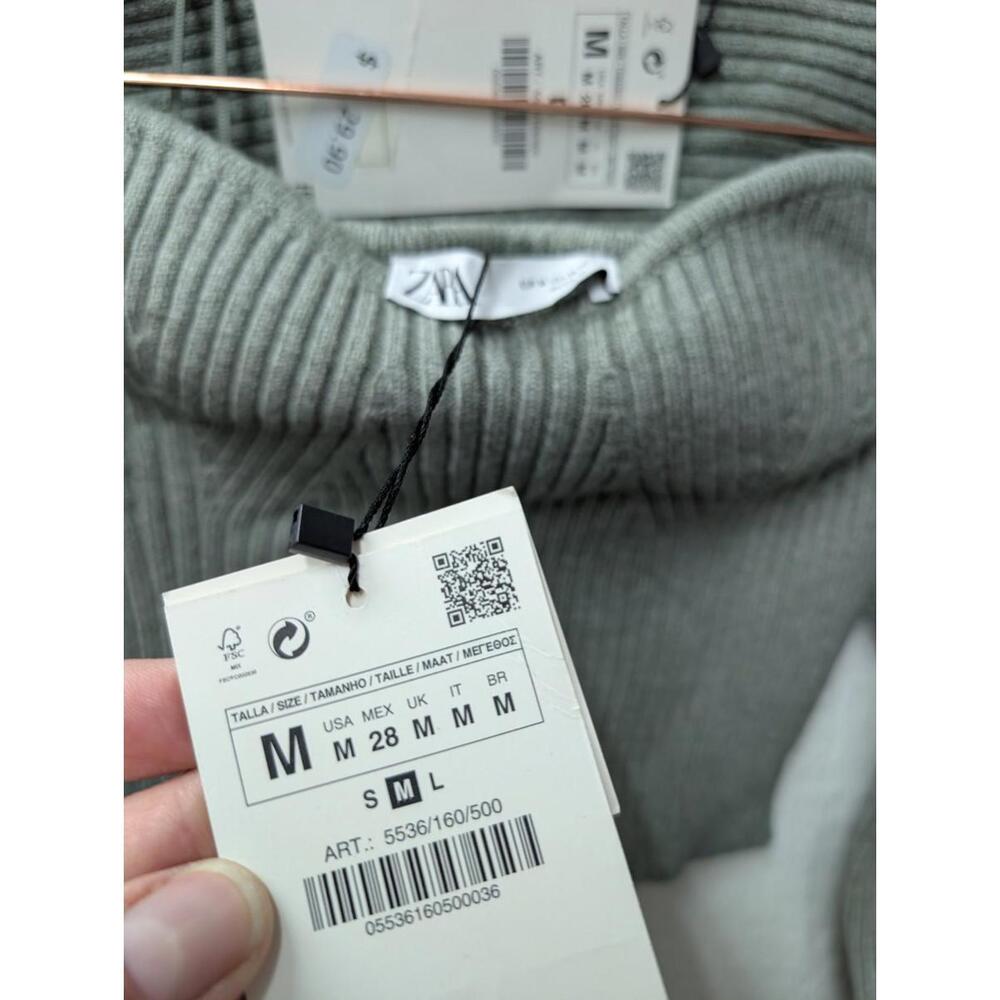 $
29.90
M
ZARA
FSC
MIX
®
TALLA / SIZE / TAMANHO / TAILLE / MAAT / ΜΕΓΕΘΟΣ
M USA M MEX 28 UK M IT M BR M
S M L
ART.: 5536/160/500
05536160500036